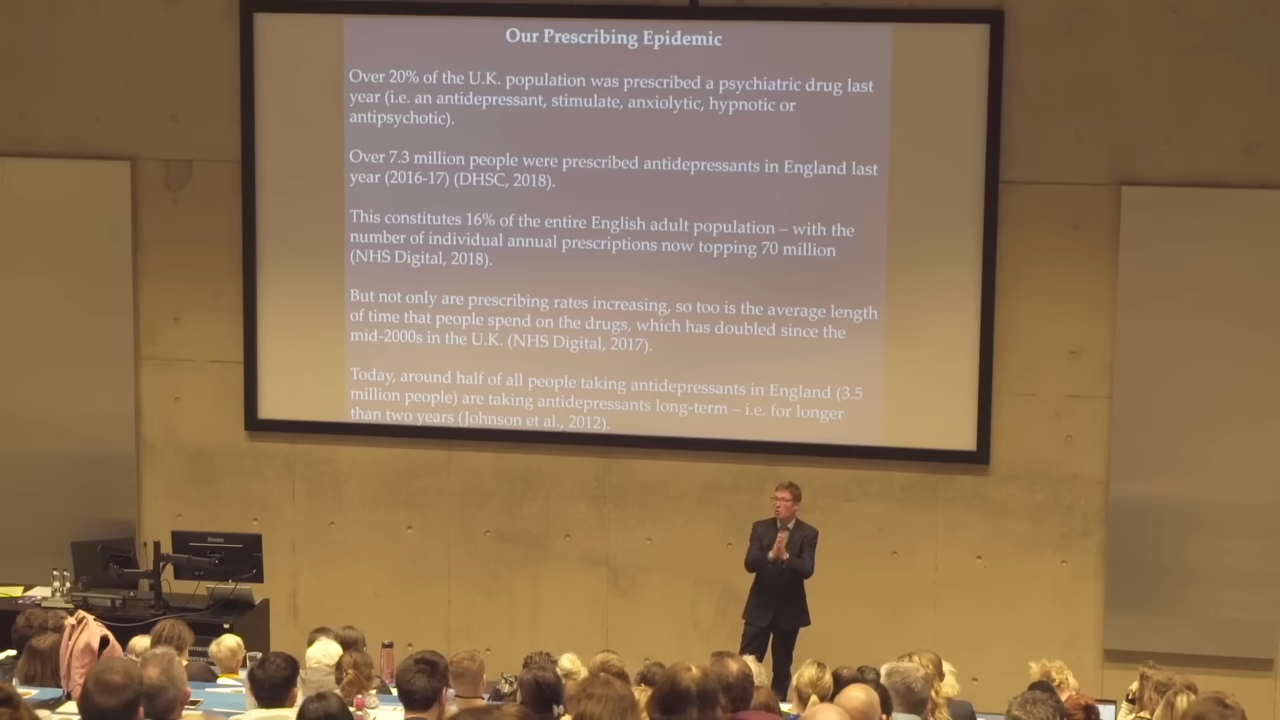 Our Prescribing Epidemic
Over 20% of the U.K. population was prescribed a psychiatric drug last
year (i.e. an antidepressant, stimulate, anxiolytic, hypnotic or
antipsychotic).
Over 7.3 million people were prescribed antidepressants in England last
year (2016-17) (DHSC, 2018).
This constitutes 16% of the entire English adult population – with the
number of individual annual prescriptions now topping 70 million
(NHS Digital, 2018).
But not only are prescribing rates increasing, so too is the average length
of time that people spend on the drugs, which has doubled since the
mid-2000s in the U.K. (NHS Digital, 2017).
Today, around half of all people taking antidepressants in England (3.5
million people) are taking antidepressants long-term – i.e. for longer
than two years (Johnson et al., 2012).